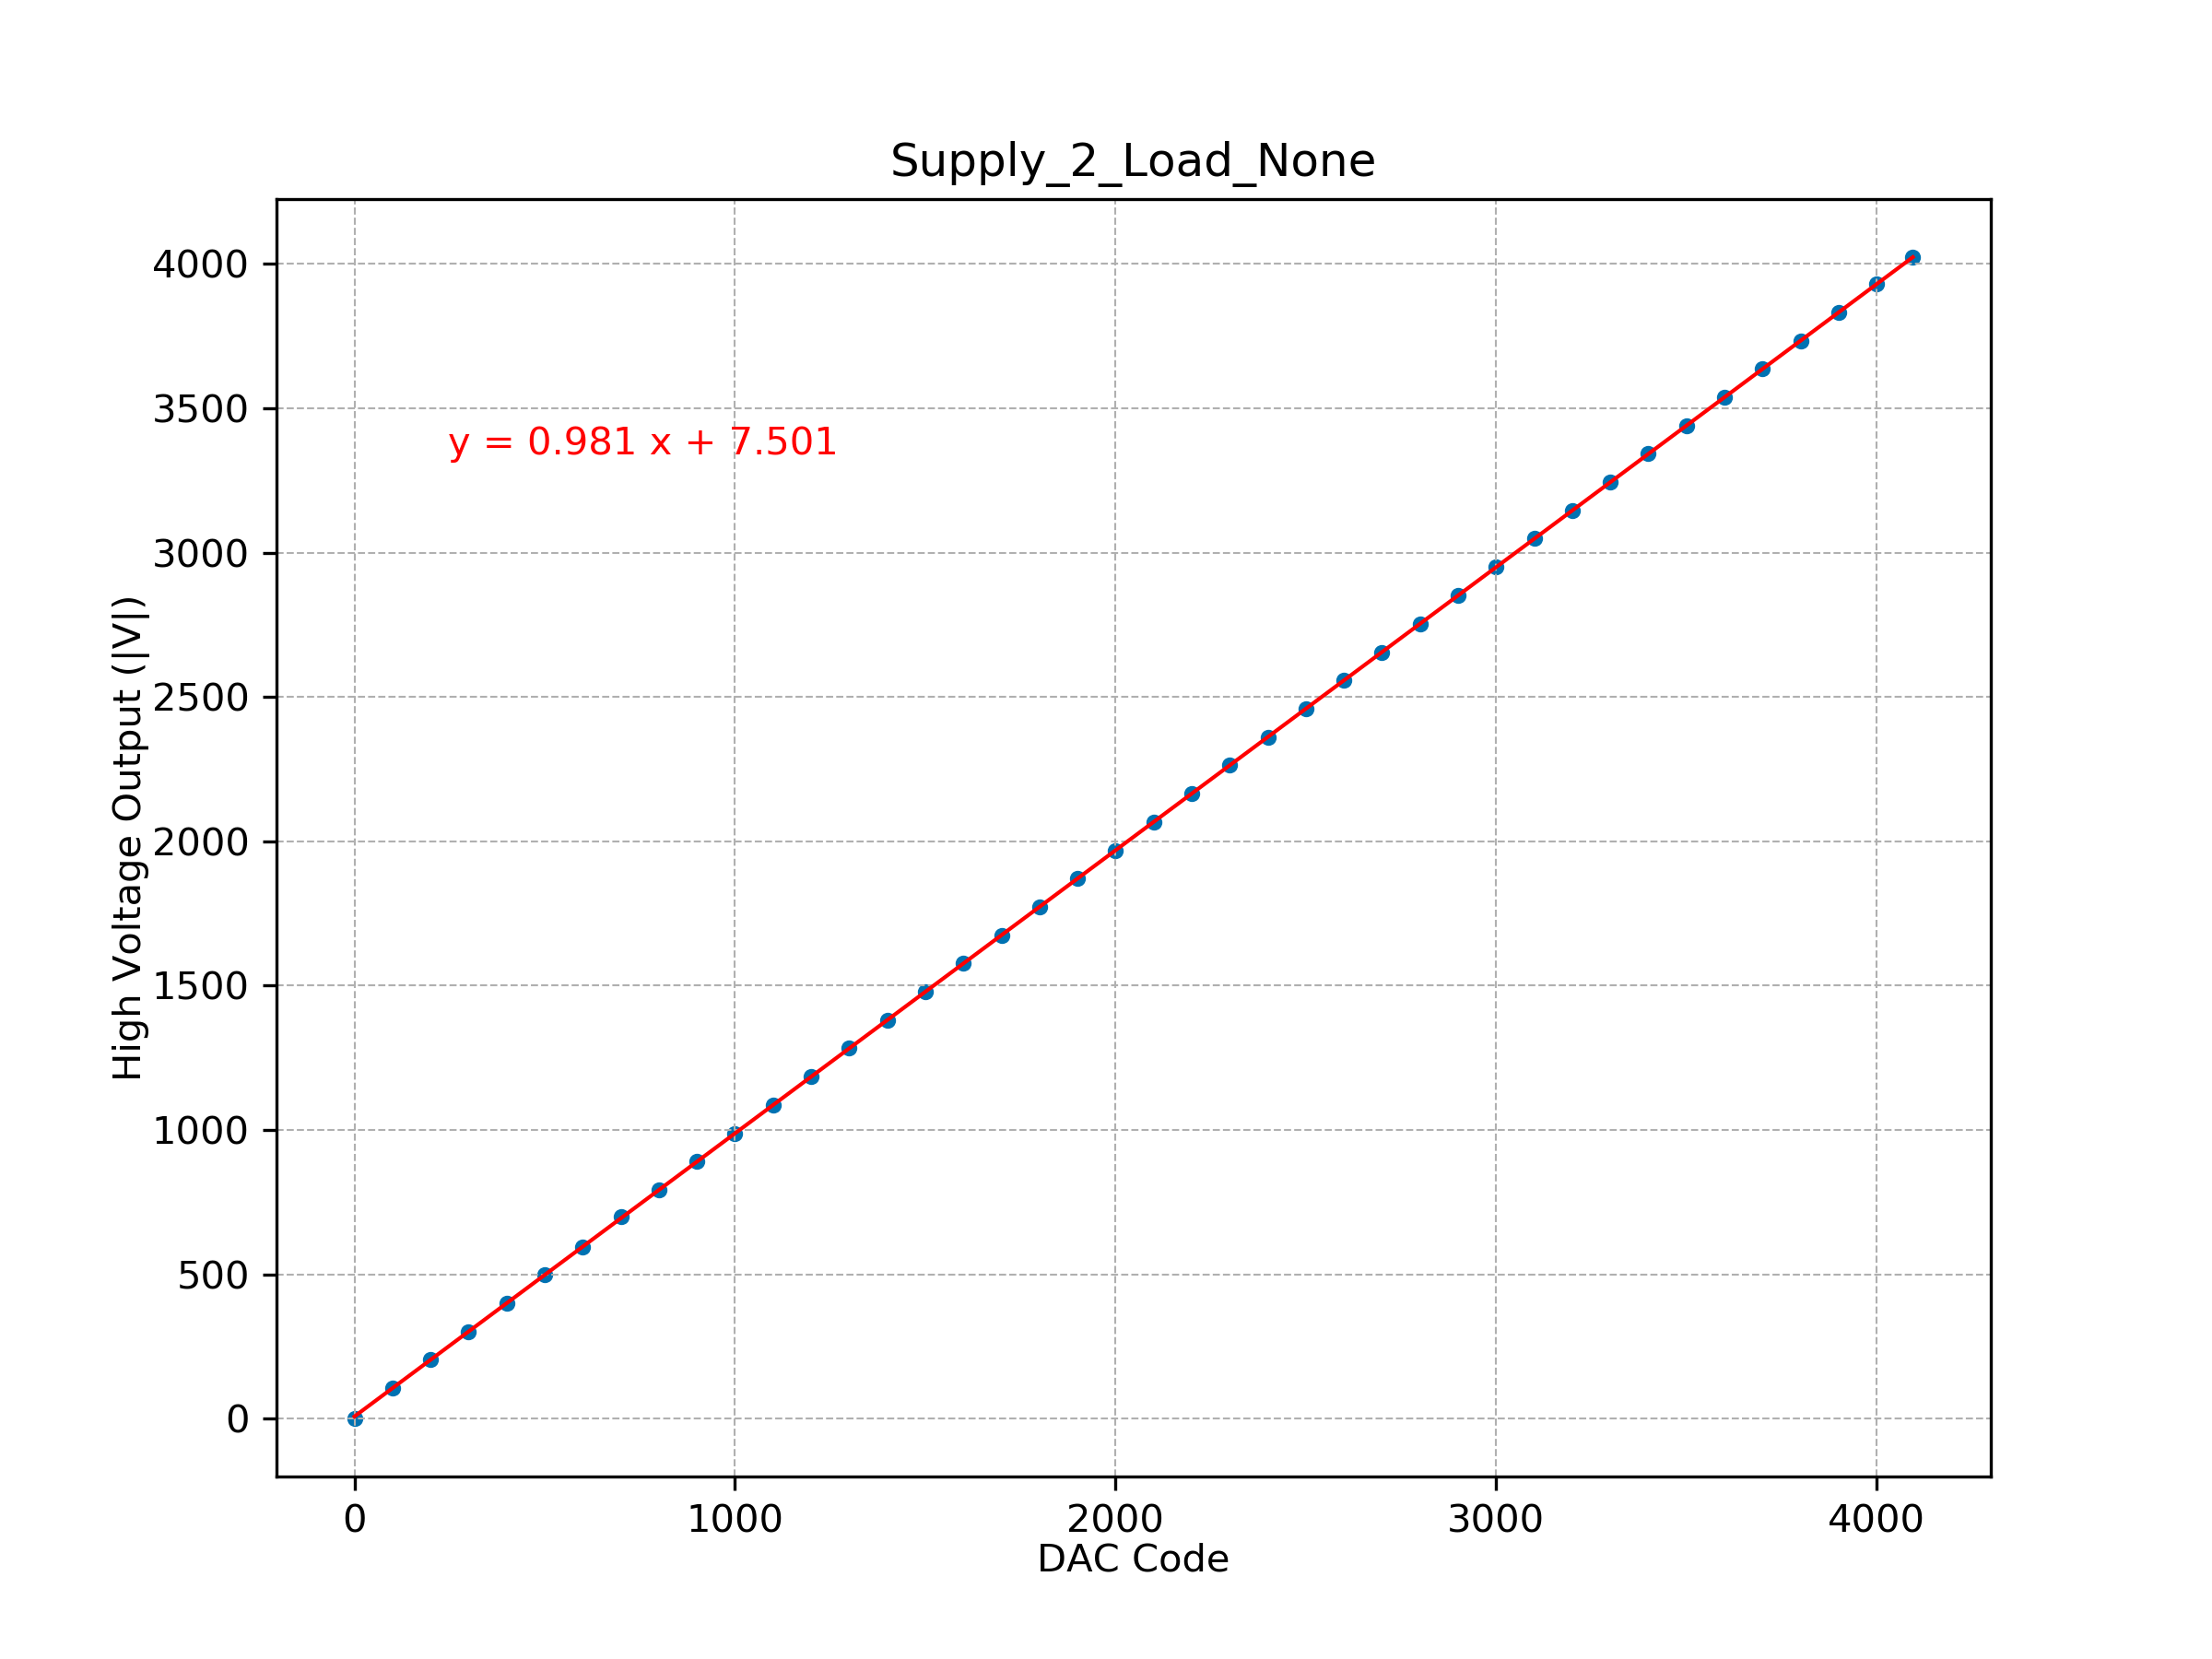 Supply_2_Load_None
High Voltage Output (|V|)
4000
3500
3000
2500
2000
1500
1000
500
0
y = 0.981 x + 7.501
0 1000 2000 3000 4000
DAC Code